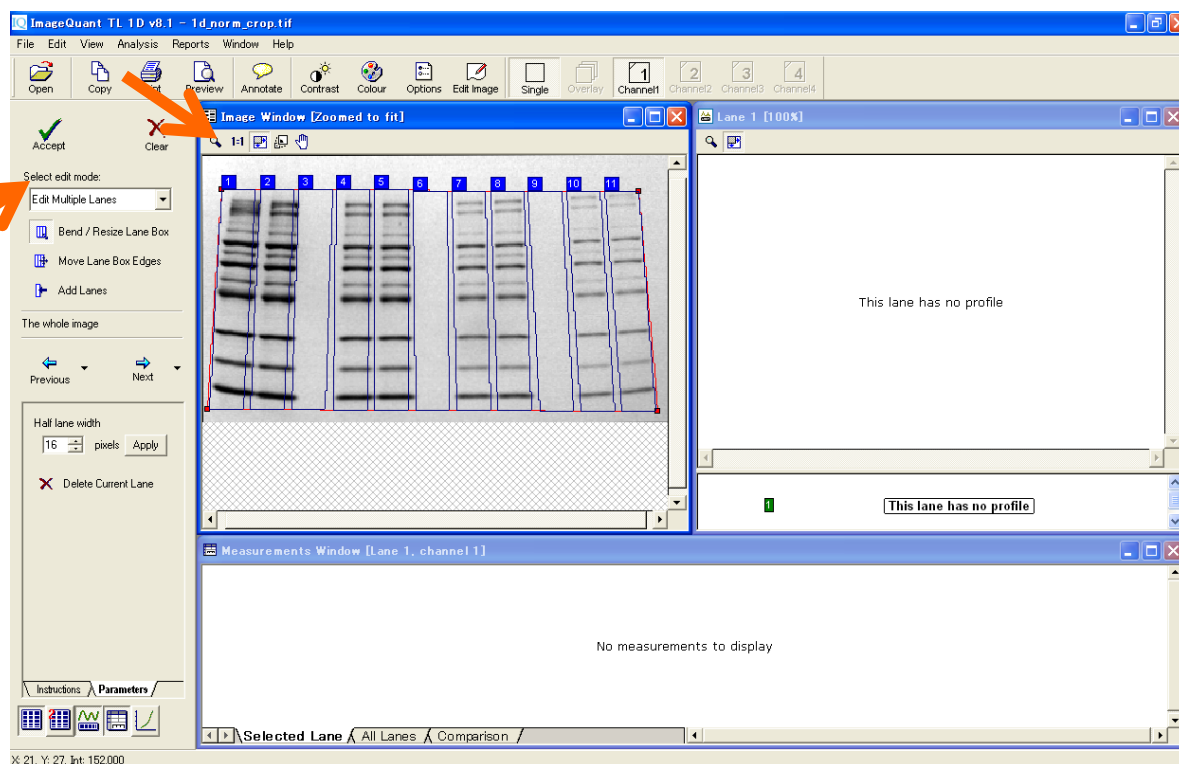 ImageQuant TL 1D v8.1 - 1d_norm_crop.tif
File Edit View Analysis Reports Window Help
Open Copy Preview Annotate Contrast Colour Options Edit Image Single Overlay Channel1 Channel2 Channel3 Channel4
1 2 3 4
Accept Clear
Select edit mode:
Edit Multiple Lanes
Bend / Resize Lane Box
Move Lane Box Edges
Add Lanes
The whole image
Previous Next
Half lane width
16 pixels Apply
Delete Current Lane
Instructions Parameters
Image Window [Zoomed to fit]
1:1
1 2 3 4 5 6 7 8 9 10 11
Lane 1 [100%]
This lane has no profile
1 This lane has no profile
Measurements Window [Lane 1, channel 1]
No measurements to display
Selected Lane All Lanes Comparison
X: 21, Y: 27, Int: 152.000